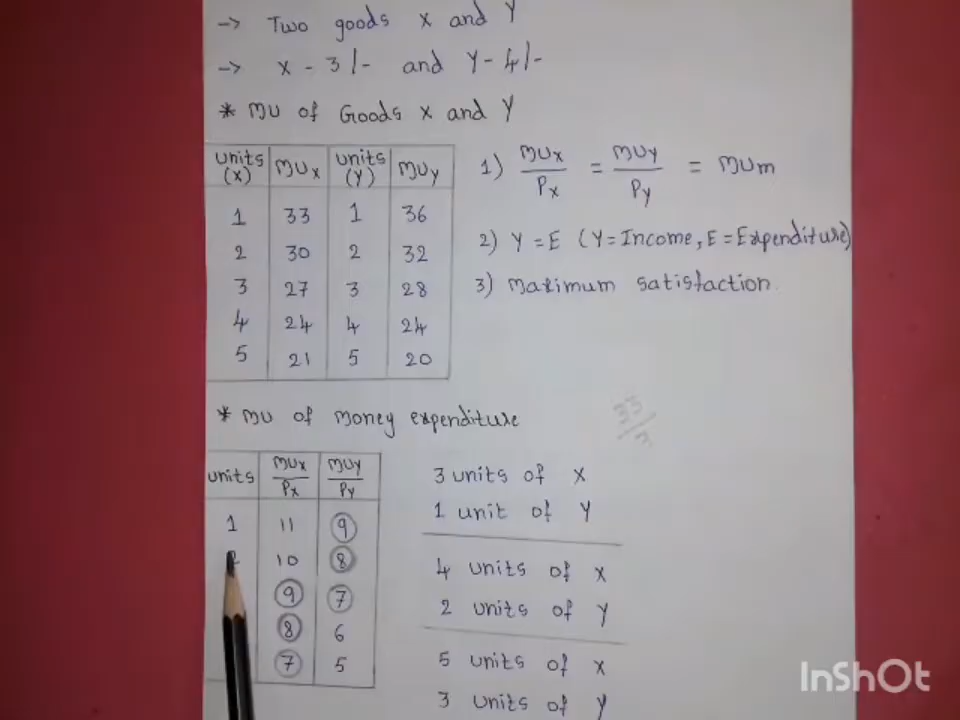 -> Two goods X and Y
-> X - 3/- and Y - 4/-
* MU of Goods X and Y
units (X) MUx units (Y) MUy
1 33 1 36
2 30 2 32
3 27 3 28
4 24 4 24
5 21 5 20
1) MUx/Px = MUy/Py = MUm
2) Y = E (Y = Income, E = Expenditure)
3) Maximum satisfaction.
* MU of Money expenditure
33/3
units MUx/Px MUy/Py
1 11 9
2 10 8
9 7
8 6
7 5
3 units of X
1 unit of Y
4 units of X
2 units of Y
5 units of X
3 units of Y
InShOt